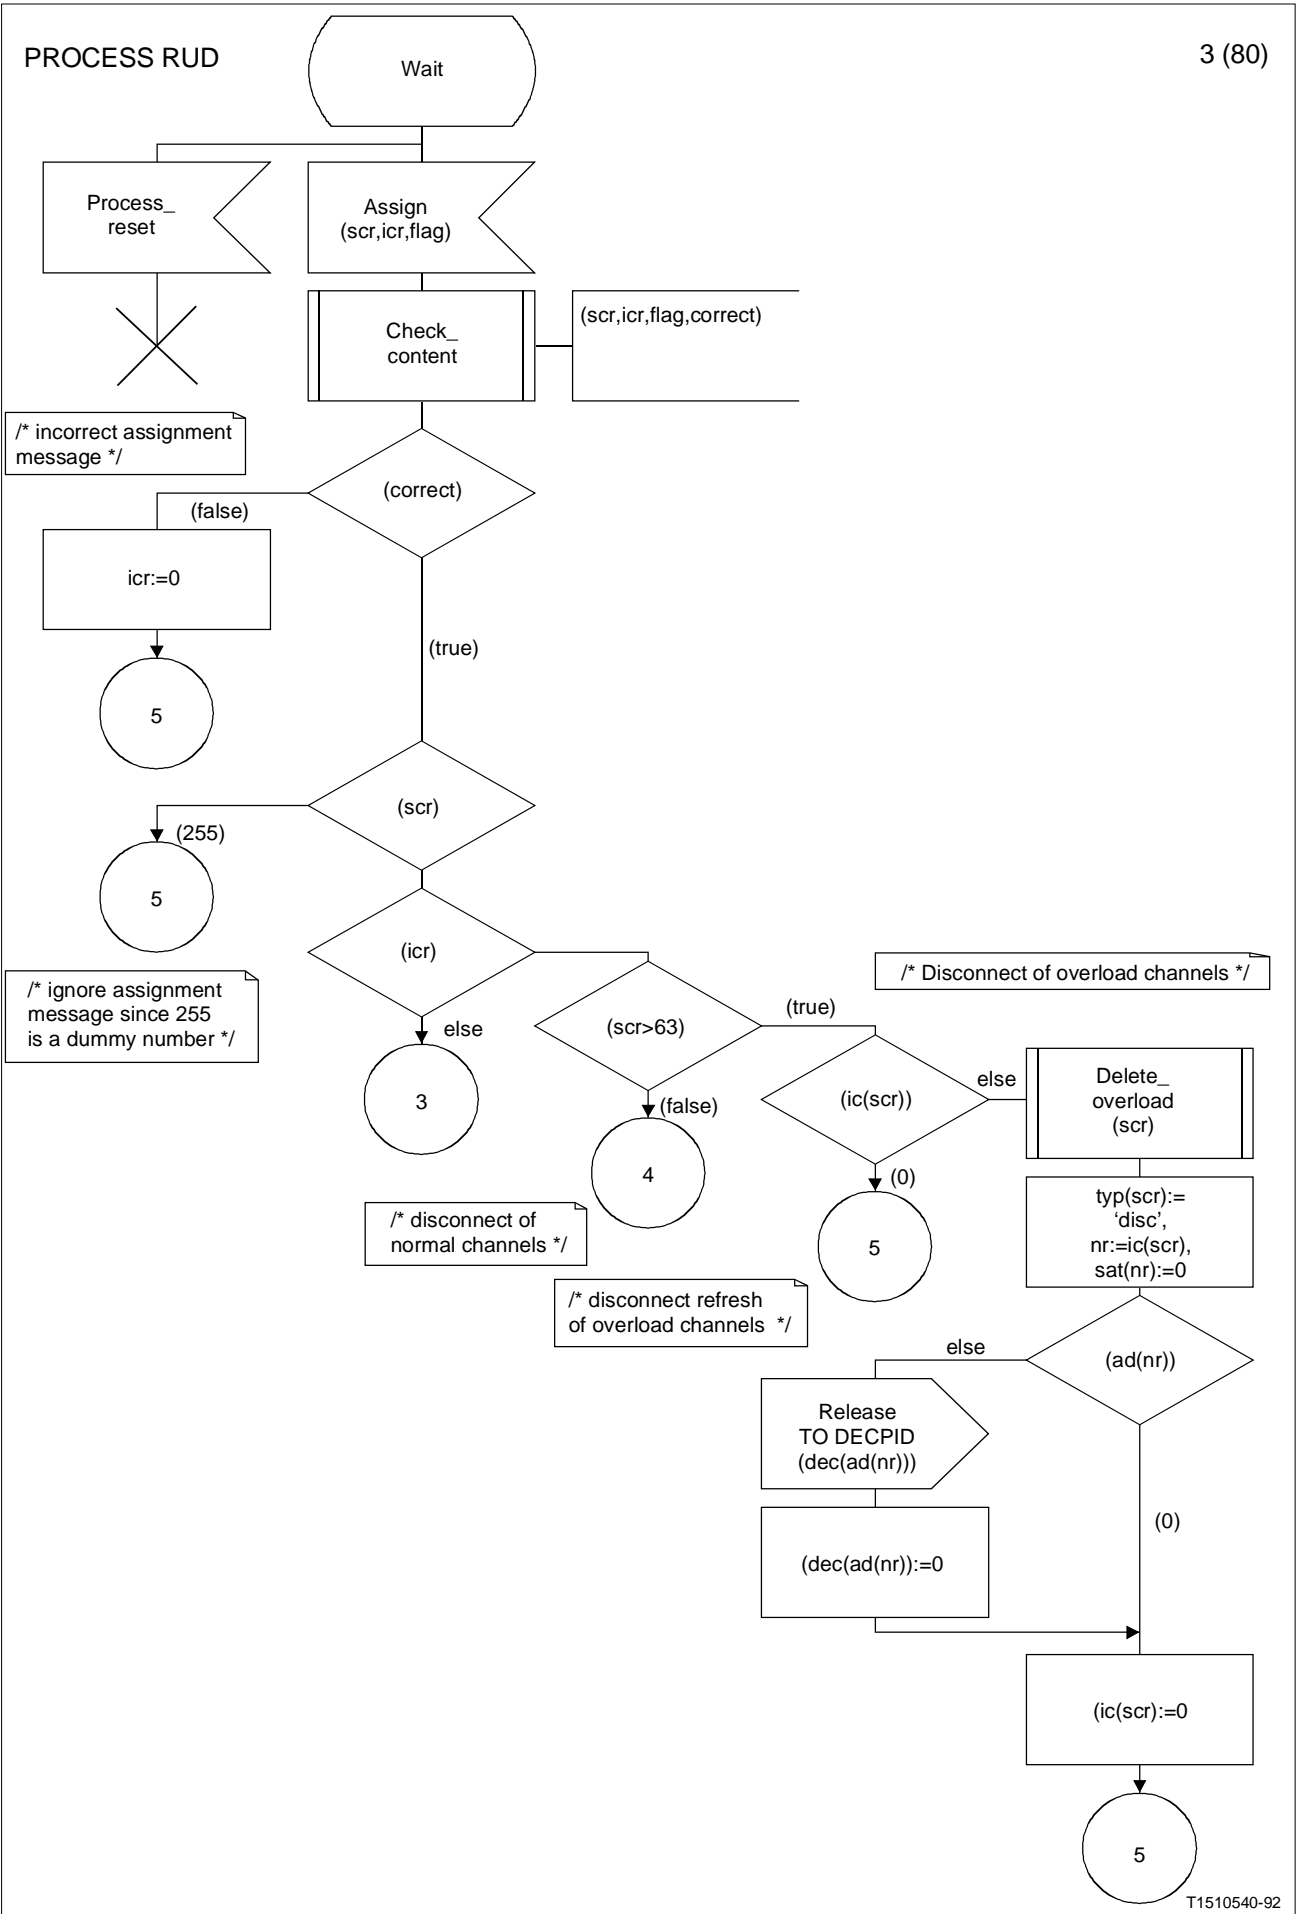 PROCESS RUD
3 (80)
Wait
Process_
reset
Assign
(scr,icr,flag)
Check_
content
(scr,icr,flag,correct)
/* incorrect assignment
message */
(correct)
(false)
icr:=0
(true)
5
(scr)
(255)
5
(icr)
/* ignore assignment
message since 255
is a dummy number */
else
3
(scr>63)
(true)
/* Disconnect of overload channels */
(false)
4
(ic(scr))
else
Delete_
overload
(scr)
(0)
5
/* disconnect of
normal channels */
/* disconnect refresh
of overload channels  */
typ(scr):=
‘disc’,
nr:=ic(scr),
sat(nr):=0
(ad(nr))
else
Release
TO DECPID
(dec(ad(nr)))
(0)
(dec(ad(nr)):=0
(ic(scr):=0
5
T1510540-92